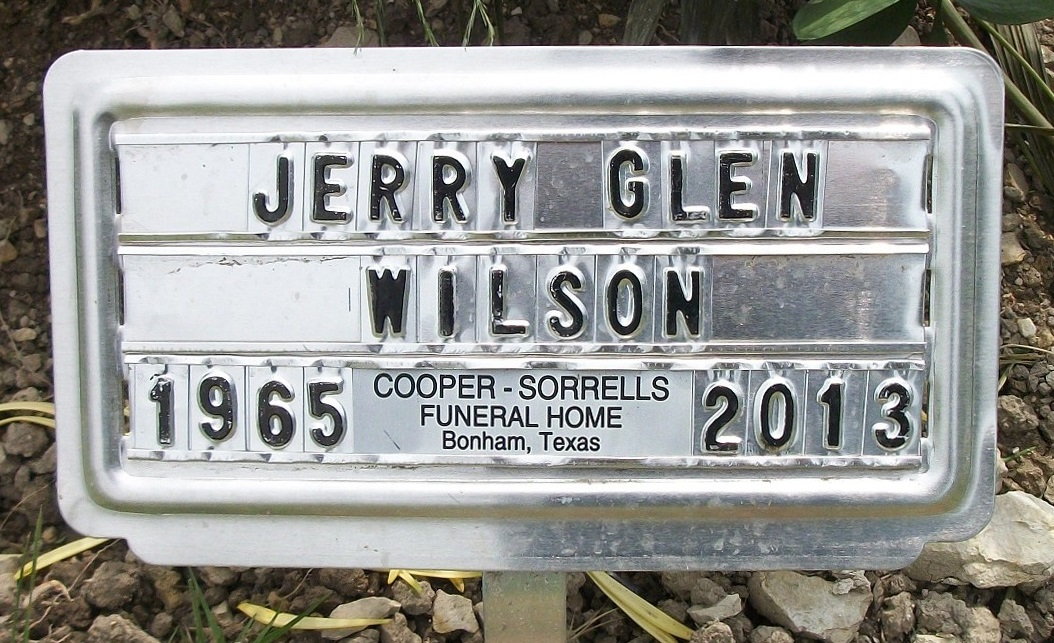 JERRY GLEN
WILSON
1965 COOPER - SORRELLS 2013
FUNERAL HOME
Bonham, Texas